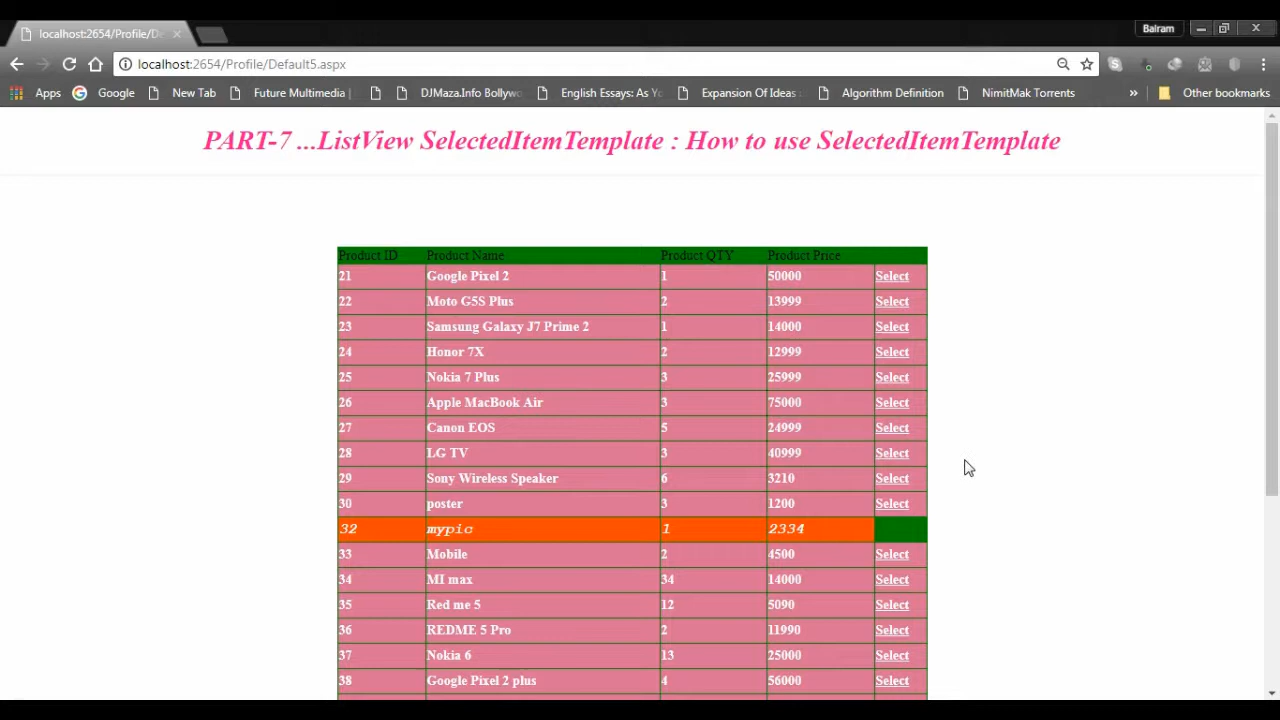 localhost:2654/Profile/De
Balram
localhost:2654/Profile/Default5.aspx
Apps Google New Tab Future Multimedia | DJMaza.Info Bollywo English Essays: As Yo Expansion Of Ideas : Algorithm Definition NimitMak Torrents » Other bookmarks
PART-7 ...ListView SelectedItemTemplate : How to use SelectedItemTemplate
Product ID Product Name Product QTY Product Price
21 Google Pixel 2 1 50000 Select
22 Moto G5S Plus 2 13999 Select
23 Samsung Galaxy J7 Prime 2 1 14000 Select
24 Honor 7X 2 12999 Select
25 Nokia 7 Plus 3 25999 Select
26 Apple MacBook Air 3 75000 Select
27 Canon EOS 5 24999 Select
28 LG TV 3 40999 Select
29 Sony Wireless Speaker 6 3210 Select
30 poster 3 1200 Select
32 mypic 1 2334
33 Mobile 2 4500 Select
34 MI max 34 14000 Select
35 Red me 5 12 5090 Select
36 REDME 5 Pro 2 11990 Select
37 Nokia 6 13 25000 Select
38 Google Pixel 2 plus 4 56000 Select